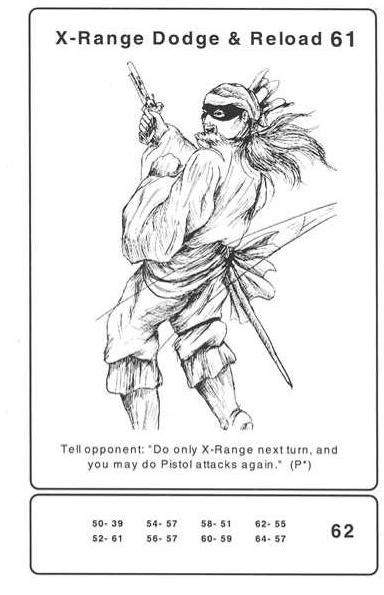 X-Range Dodge & Reload 61
Tell opponent: "Do only X-Range next turn, and
you may do Pistol attacks again." (P*)
50- 39 54- 57 58- 51 62- 55
52- 61 56- 57 60- 59 64- 57
62